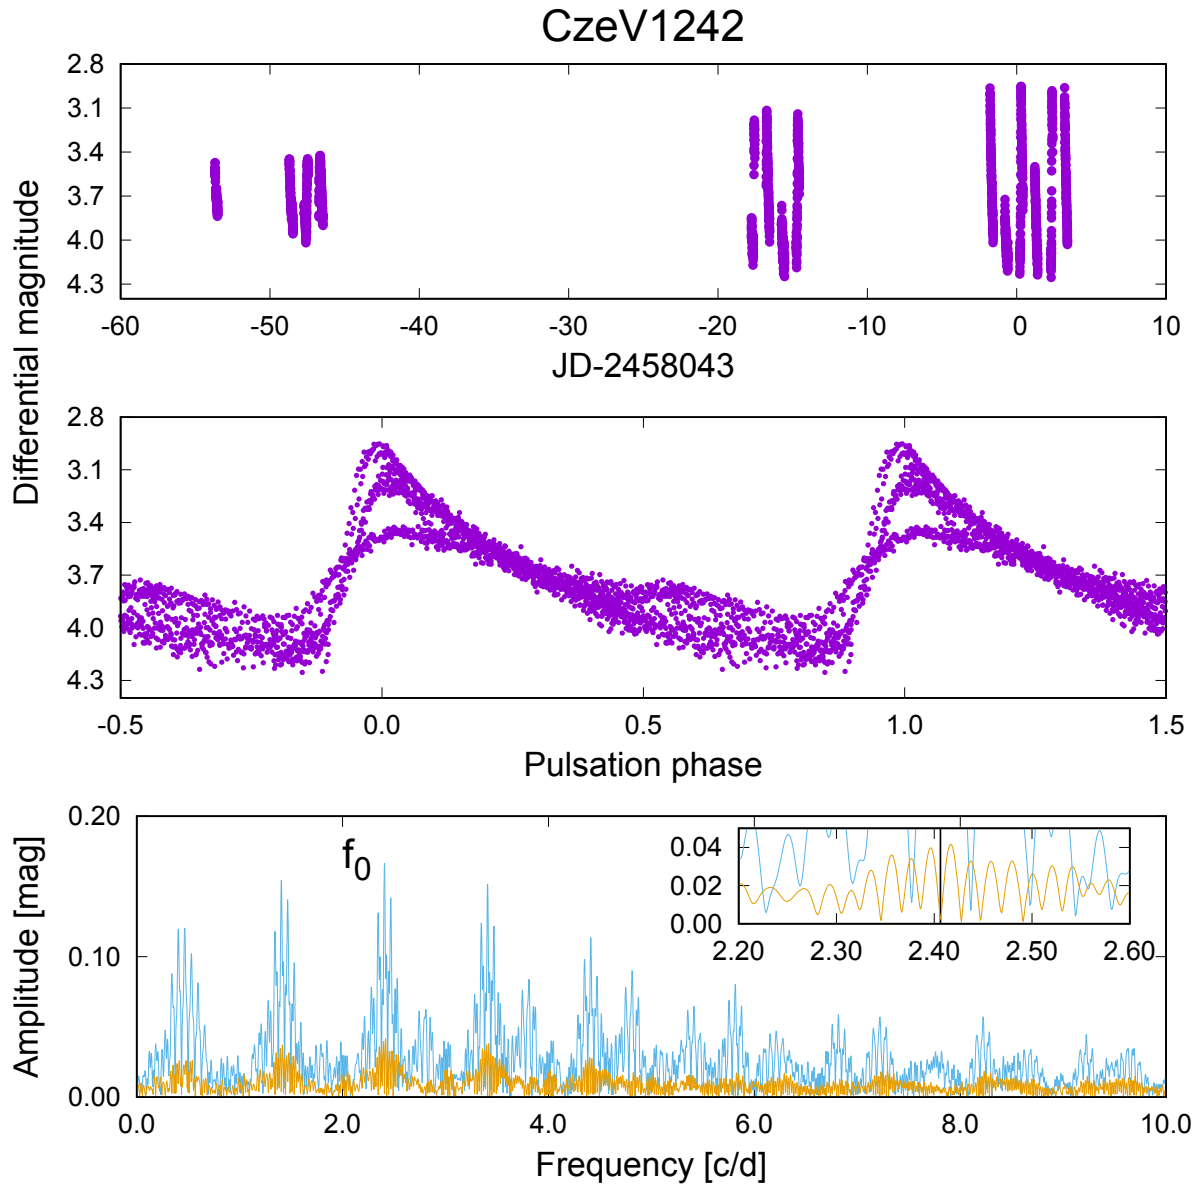 CzeV1242
Differential magnitude
2.8
3.1
3.4
3.7
4.0
4.3
-60 -50 -40 -30 -20 -10 0 10
JD-2458043
2.8
3.1
3.4
3.7
4.0
4.3
-0.5 0.0 0.5 1.0 1.5
Pulsation phase
Amplitude [mag]
0.20
0.10
0.00
f0
0.04
0.02
0.00
2.20 2.30 2.40 2.50 2.60
0.0 2.0 4.0 6.0 8.0 10.0
Frequency [c/d]